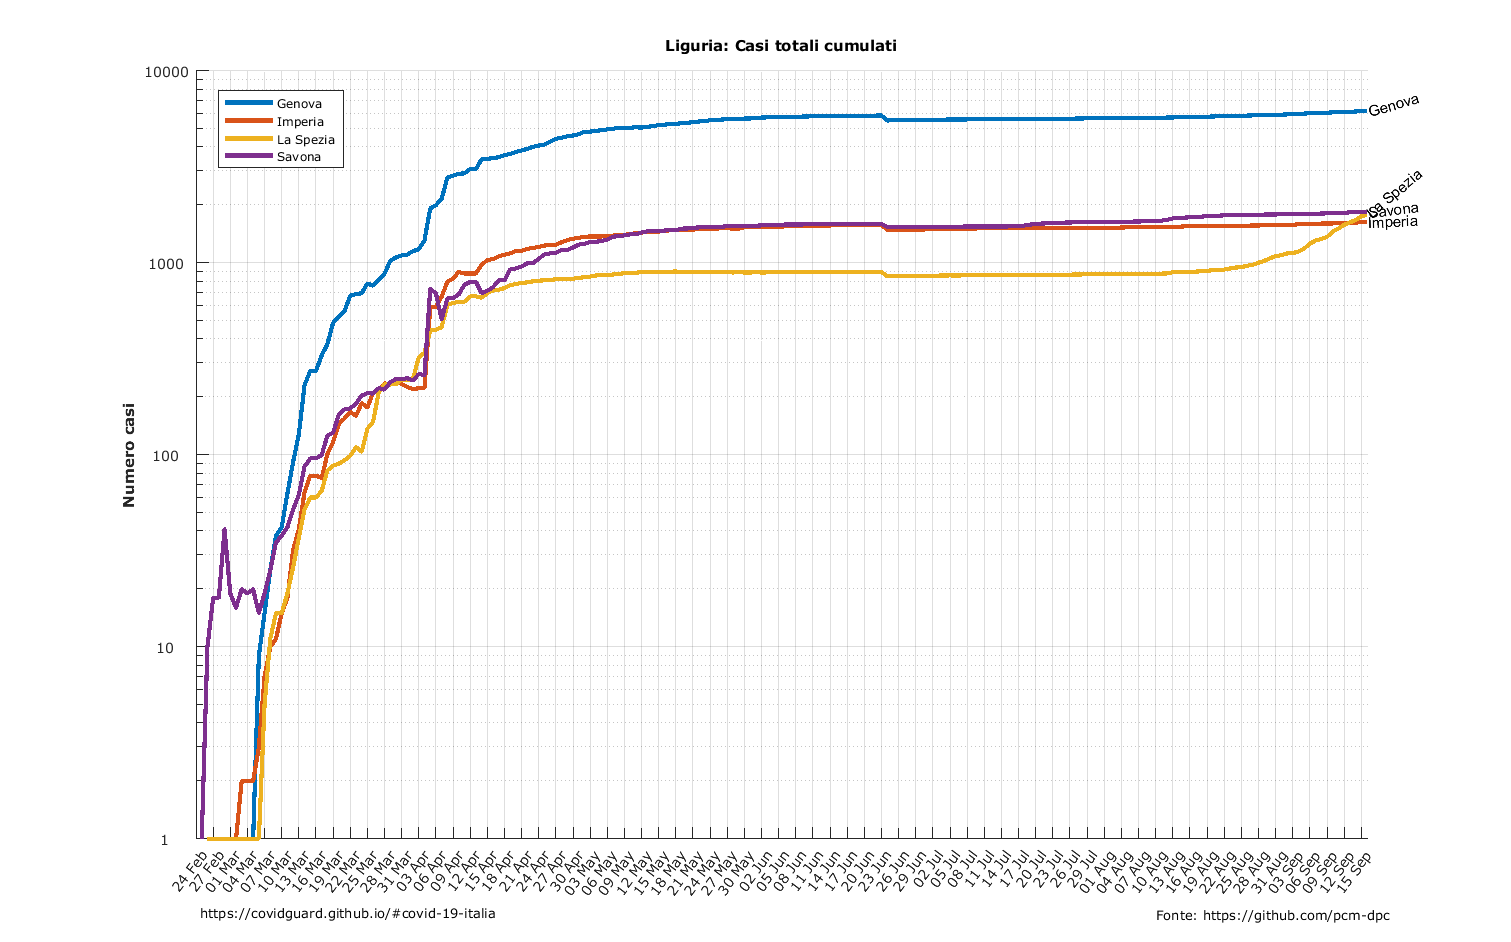 Liguria: Casi totali cumulati
Numero casi
10000
1000
100
10
1
Genova
Imperia
La Spezia
Savona
Genova
La Spezia
Savona
Imperia
24 Feb
27 Feb
01 Mar
04 Mar
07 Mar
10 Mar
13 Mar
16 Mar
19 Mar
22 Mar
25 Mar
28 Mar
31 Mar
03 Apr
06 Apr
09 Apr
12 Apr
15 Apr
18 Apr
21 Apr
24 Apr
27 Apr
30 Apr
03 May
06 May
09 May
12 May
15 May
18 May
21 May
24 May
27 May
30 May
02 Jun
05 Jun
08 Jun
11 Jun
14 Jun
17 Jun
20 Jun
23 Jun
26 Jun
29 Jun
02 Jul
05 Jul
08 Jul
11 Jul
14 Jul
17 Jul
20 Jul
23 Jul
26 Jul
29 Jul
01 Aug
04 Aug
07 Aug
10 Aug
13 Aug
16 Aug
19 Aug
22 Aug
25 Aug
28 Aug
31 Aug
03 Sep
06 Sep
09 Sep
12 Sep
15 Sep
https://covidguard.github.io/#covid-19-italia
Fonte: https://github.com/pcm-dpc